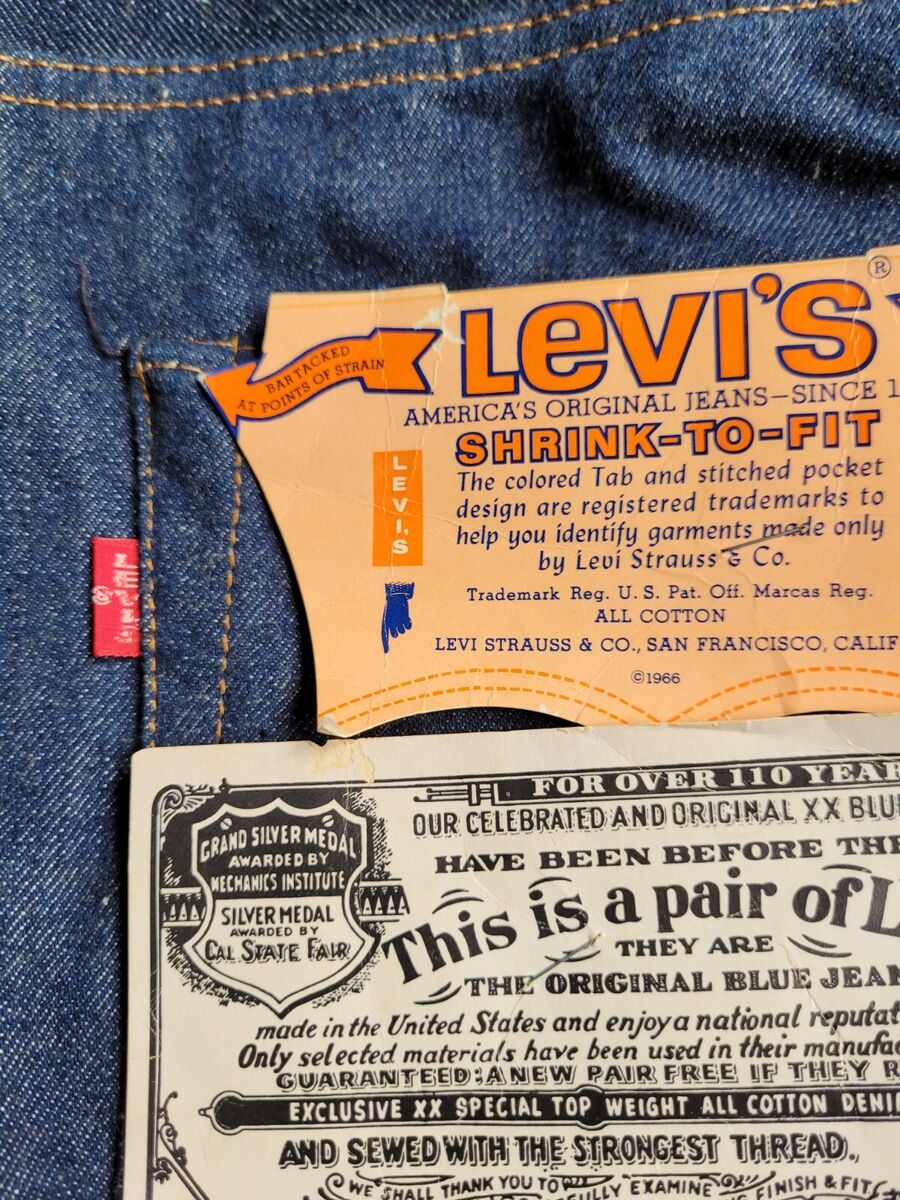 LEVI'S®
BAR TACKED
AT POINTS OF STRAIN
AMERICA'S ORIGINAL JEANS—SINCE 1
SHRINK-TO-FIT
LEVI'S
The colored Tab and stitched pocket
design are registered trademarks to
help you identify garments made only
by Levi Strauss & Co.
Trademark Reg. U. S. Pat. Off. Marcas Reg.
ALL COTTON
LEVI STRAUSS & CO., SAN FRANCISCO, CALIF
©1966
LEVI'S
®
FOR OVER 110 YEAR
OUR CELEBRATED AND ORIGINAL XX BLU
HAVE BEEN BEFORE THE
GRAND SILVER MEDAL
AWARDED BY
MECHANICS INSTITUTE
SILVER MEDAL
AWARDED BY
CAL. STATE FAIR
This is a pair of L
THEY ARE
THE ORIGINAL BLUE JEAN
made in the United States and enjoy a national reputat
Only selected materials have been used in their manufac
GUARANTEED: A NEW PAIR FREE IF THEY R
EXCLUSIVE XX SPECIAL TOP WEIGHT ALL COTTON DENI
AND SEWED WITH THE STRONGEST THREAD.
WE SHALL THANK YOU TO
EXAMINE FINISH & FIT